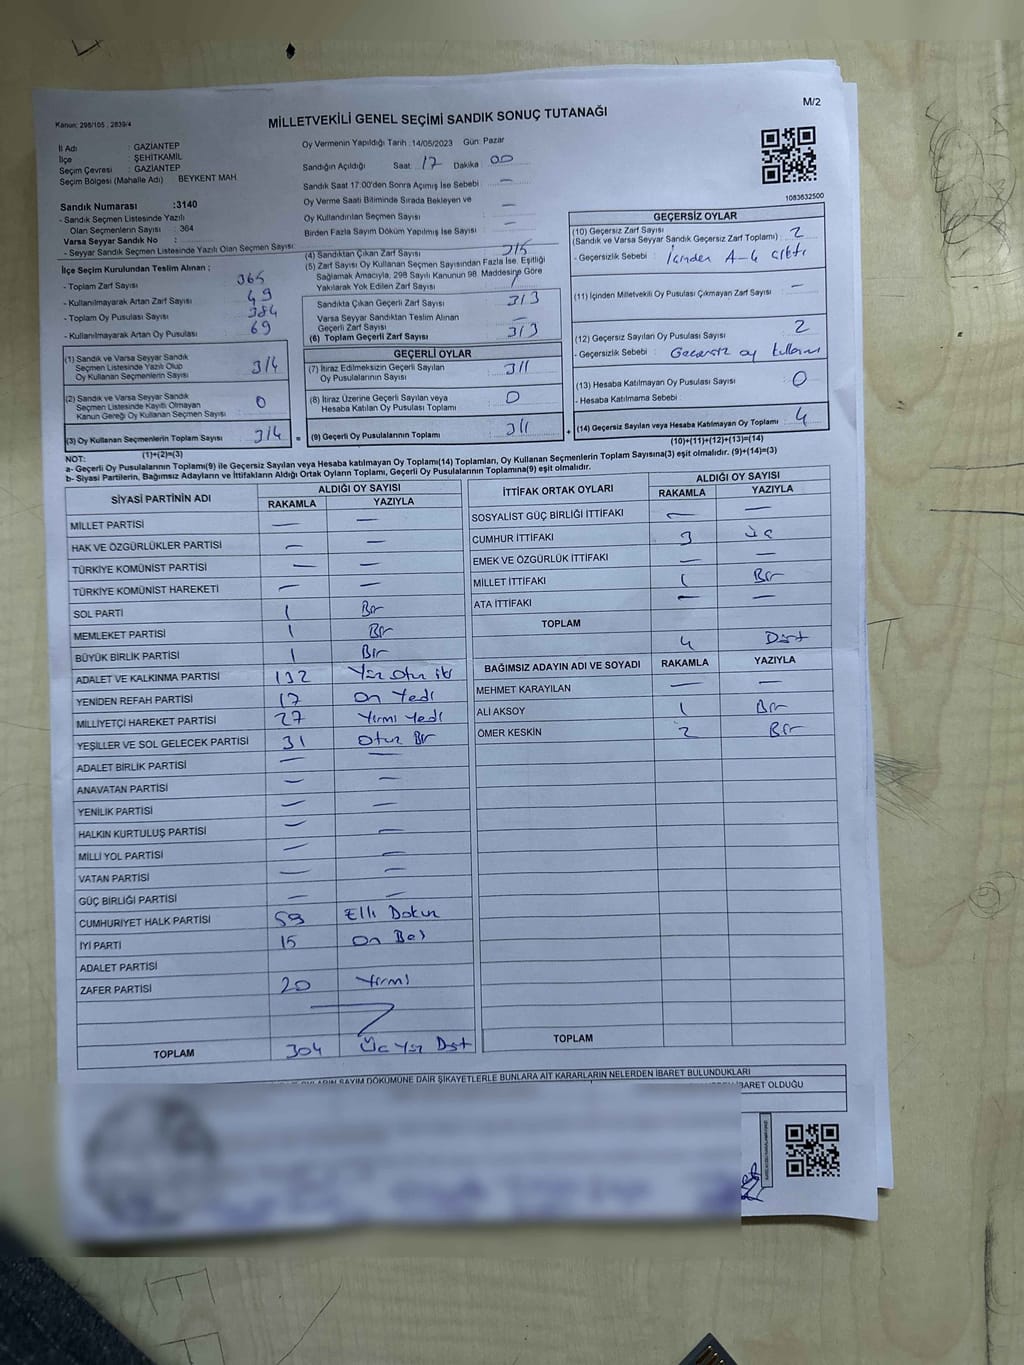 M/2
Kanun: 298/105 , 2839/4
MİLLETVEKİLİ GENEL SEÇİMİ SANDIK SONUÇ TUTANAĞI
İl Adı : GAZİANTEP
İlçe : ŞEHİTKAMİL
Seçim Çevresi : GAZİANTEP
Seçim Bölgesi (Mahalle Adı) BEYKENT MAH
Sandık Numarası :3140
- Sandık Seçmen Listesinde Yazılı
Olan Seçmenlerin Sayısı : 364
Varsa Seyyar Sandık No :
- Seyyar Sandık Seçmen Listesinde Yazılı Olan Seçmen Sayısı:
İlçe Seçim Kurulundan Teslim Alınan ;
- Toplam Zarf Sayısı : 365
- Kullanılmayarak Artan Zarf Sayısı : 49
- Toplam Oy Pusulası Sayısı : 384
- Kullanılmayarak Artan Oy Pusulası : 69
(1) Sandık ve Varsa Seyyar Sandık
Seçmen Listesinde Yazılı Olup
Oy Kullanan Seçmenlerin Sayısı : 314
(2) Sandık ve Varsa Seyyar Sandık
Seçmen Listesinde Kayıtlı Olmayan
Kanun Gereği Oy Kullanan Seçmen Sayısı : 0
(3) Oy Kullanan Seçmenlerin Toplam Sayısı : 314
(1)+(2)=(3)
Oy Vermenin Yapıldığı Tarih : 14/05/2023 Gün: Pazar
Sandığın Açıldığı Saat: 17 Dakika : 00
Sandık Saat 17:00'den Sonra Açılmış İse Sebebi : —
Oy Verme Saati Bitiminde Sırada Bekleyen ve
Oy Kullandırılan Seçmen Sayısı : —
Birden Fazla Sayım Döküm Yapılmış İse Sayısı : —
(4) Sandıktan Çıkan Zarf Sayısı : 315
(5) Zarf Sayısı Oy Kullanan Seçmen Sayısından Fazla İse, Eşitliği
Sağlamak Amacıyla, 298 Sayılı Kanunun 98. Maddesine Göre
Yakılarak Yok Edilen Zarf Sayısı : 1
Sandıkta Çıkan Geçerli Zarf Sayısı : 313
Varsa Seyyar Sandıktan Teslim Alınan
Geçerli Zarf Sayısı : —
(6) Toplam Geçerli Zarf Sayısı : 313
GEÇERLİ OYLAR
(7) İtiraz Edilmeksizin Geçerli Sayılan
Oy Pusulalarının Sayısı : 311
(8) İtiraz Üzerine Geçerli Sayılan veya
Hesaba Katılan Oy Pusulası Toplamı : 0
= (9) Geçerli Oy Pusulalarının Toplamı : 311 +
1083632500
GEÇERSİZ OYLAR
(10) Geçersiz Zarf Sayısı : 2
(Sandık ve Varsa Seyyar Sandık Geçersiz Zarf Toplamı)
- Geçersizlik Sebebi : İçinden A-4 çıktı
(11) İçinden Milletvekili Oy Pusulası Çıkmayan Zarf Sayısı : —
(12) Geçersiz Sayılan Oy Pusulası Sayısı : 2
- Geçersizlik Sebebi : Geçersiz oy kullanımı
(13) Hesaba Katılmayan Oy Pusulası Sayısı : 0
- Hesaba Katılmama Sebebi :
(14) Geçersiz Sayılan veya Hesaba Katılmayan Oy Toplamı : 4
(10)+(11)+(12)+(13)=(14)
NOT:
a- Geçerli Oy Pusulalarının Toplamı(9) ile Geçersiz Sayılan veya Hesaba katılmayan Oy Toplamı(14) Toplamları, Oy Kullanan Seçmenlerin Toplam Sayısına(3) eşit olmalıdır. (9)+(14)=(3)
b- Siyasi Partilerin, Bağımsız Adayların ve İttifakların Aldığı Ortak Oyların Toplamı, Geçerli Oy Pusulalarının Toplamına(9) eşit olmalıdır.
SİYASİ PARTİNİN ADI ALDIĞI OY SAYISI
RAKAMLA YAZIYLA
MİLLET PARTİSİ — —
HAK VE ÖZGÜRLÜKLER PARTİSİ — —
TÜRKİYE KOMÜNİST PARTİSİ — —
TÜRKİYE KOMÜNİST HAREKETİ — —
SOL PARTİ 1 Bir
MEMLEKET PARTİSİ 1 Bir
BÜYÜK BİRLİK PARTİSİ 1 Bir
ADALET VE KALKINMA PARTİSİ 132 Yüz Otuz iki
YENİDEN REFAH PARTİSİ 17 On Yedi
MİLLİYETÇİ HAREKET PARTİSİ 27 Yirmi Yedi
YEŞİLLER VE SOL GELECEK PARTİSİ 31 Otuz Bir
ADALET BİRLİK PARTİSİ — —
ANAVATAN PARTİSİ — —
YENİLİK PARTİSİ — —
HALKIN KURTULUŞ PARTİSİ — —
MİLLİ YOL PARTİSİ — —
VATAN PARTİSİ — —
GÜÇ BİRLİĞİ PARTİSİ — —
CUMHURİYET HALK PARTİSİ 59 Elli Dokuz
İYİ PARTİ 15 On Beş
ADALET PARTİSİ
ZAFER PARTİSİ 20 Yirmi
TOPLAM 304 Üç Yüz Dört
İTTİFAK ORTAK OYLARI ALDIĞI OY SAYISI
RAKAMLA YAZIYLA
SOSYALİST GÜÇ BİRLİĞİ İTTİFAKI — —
CUMHUR İTTİFAKI 3 üç
EMEK VE ÖZGÜRLÜK İTTİFAKI — —
MİLLET İTTİFAKI 1 Bir
ATA İTTİFAKI — —
TOPLAM 4 Dört
BAĞIMSIZ ADAYIN ADI VE SOYADI RAKAMLA YAZIYLA
MEHMET KARAYILAN — —
ALİ AKSOY 1 Bir
ÖMER KESKİN 2 Bir
TOPLAM
SAYIM DÖKÜMÜNE DAİR ŞİKAYETLERLE BUNLARA AİT KARARLARIN NELERDEN İBARET BULUNDUKLARI
İBARET OLDUĞU